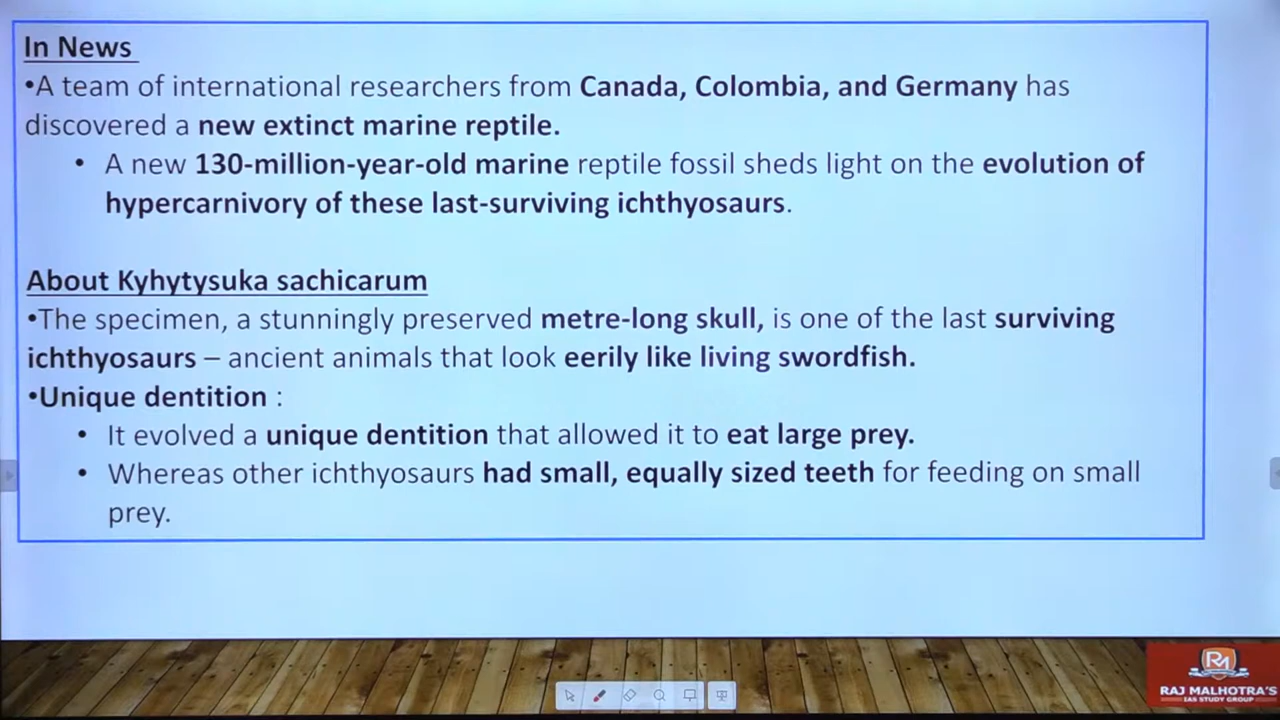 In News
•A team of international researchers from Canada, Colombia, and Germany has
discovered a new extinct marine reptile.
• A new 130-million-year-old marine reptile fossil sheds light on the evolution of
hypercarnivory of these last-surviving ichthyosaurs.
About Kyhytysuka sachicarum
•The specimen, a stunningly preserved metre-long skull, is one of the last surviving
ichthyosaurs – ancient animals that look eerily like living swordfish.
•Unique dentition :
• It evolved a unique dentition that allowed it to eat large prey.
• Whereas other ichthyosaurs had small, equally sized teeth for feeding on small
prey.
RM
RAJ MALHOTRA'S
IAS STUDY GROUP